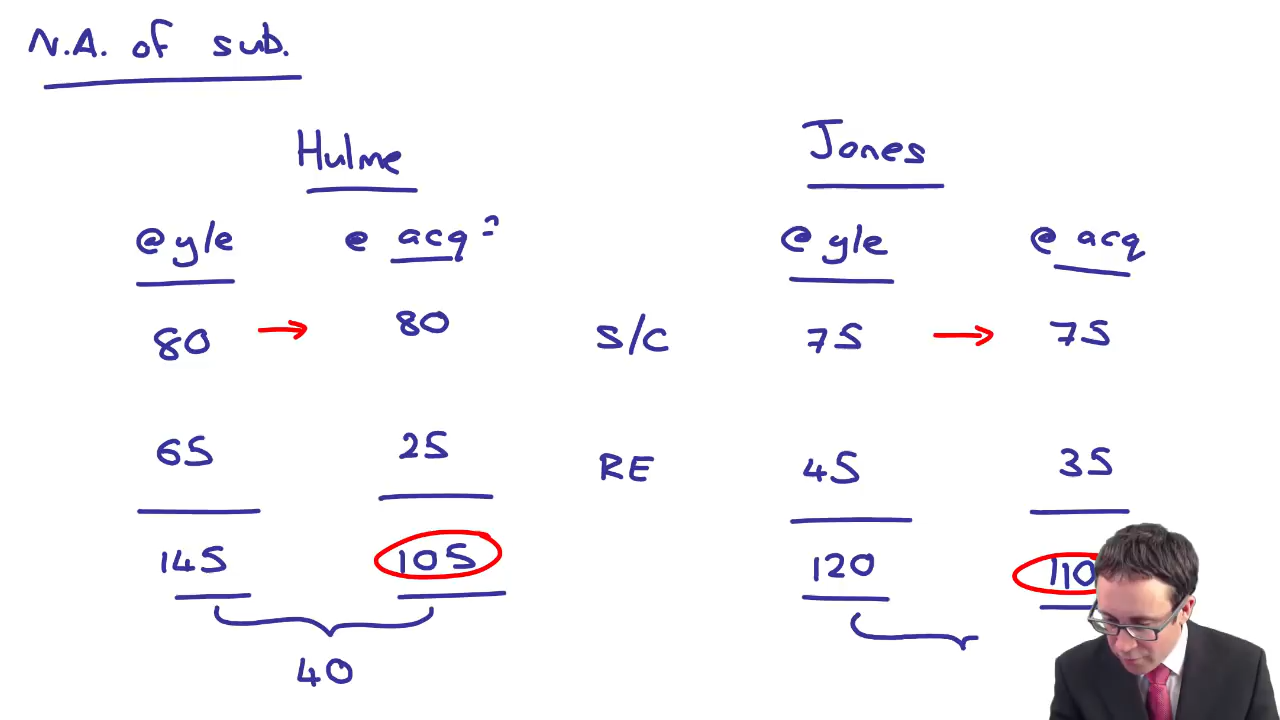 N.A. of sub.
Hulme Jones
@ y/e @ acq= @ y/e @ acq
80 → 80 S/C 75 → 75
65 25 RE 45 35
145 105 120 110
40